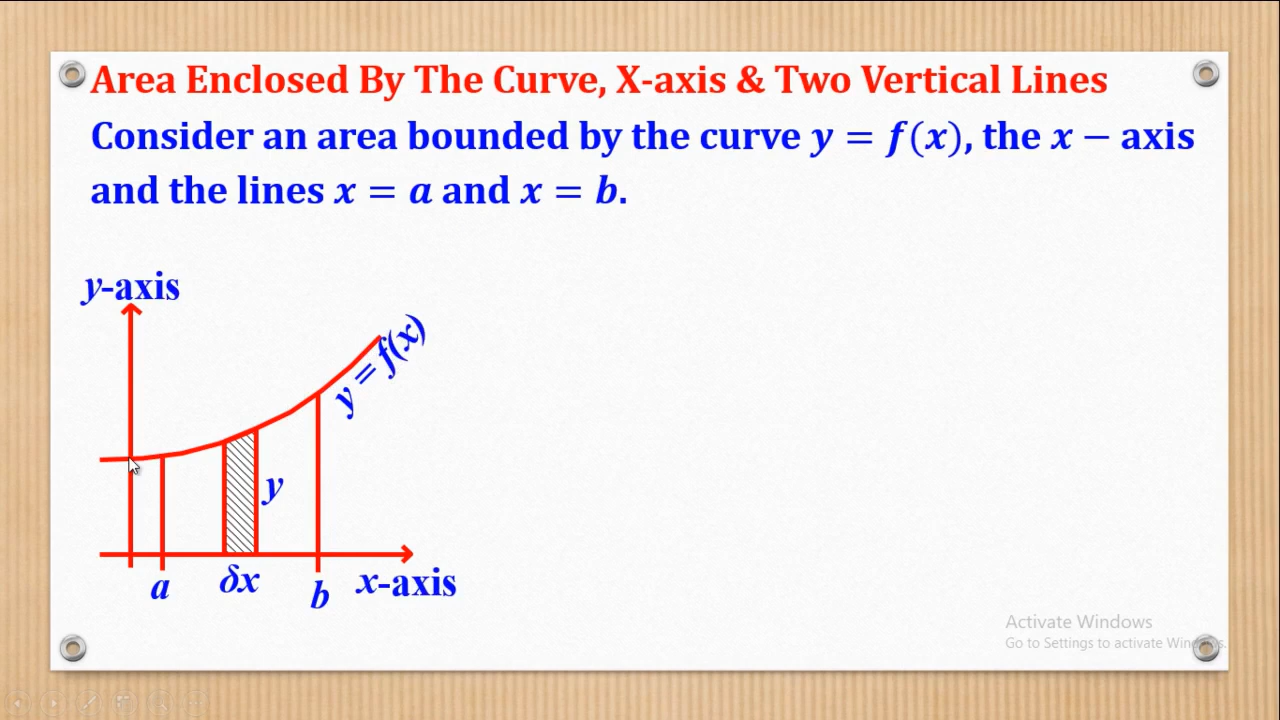 Area Enclosed By The Curve, X-axis & Two Vertical Lines
Consider an area bounded by the curve y = f(x), the x − axis
and the lines x = a and x = b.
y-axis
y = f(x)
y
a
δx
b
x-axis
Activate Windows
Go to Settings to activate Windows.